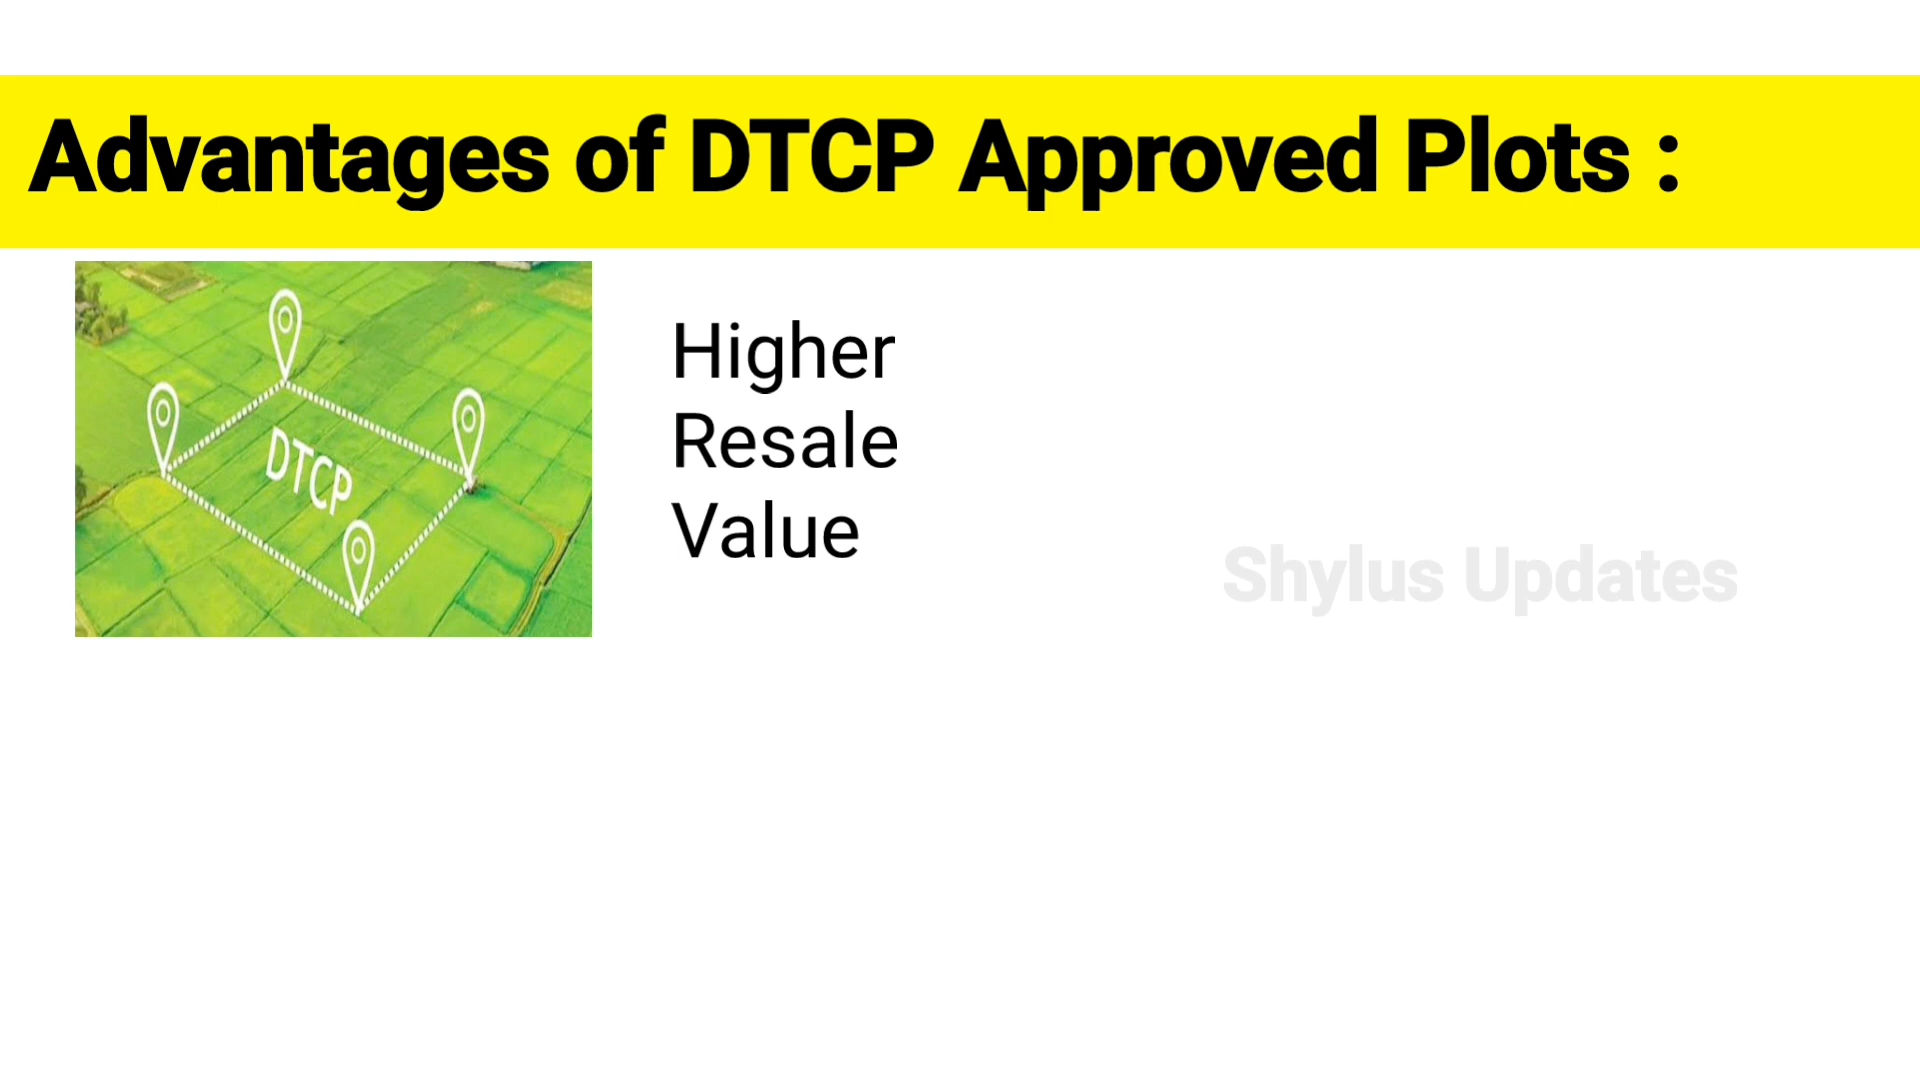 Advantages of DTCP Approved Plots :
DTCP
Higher
Resale
Value
Shylus Updates